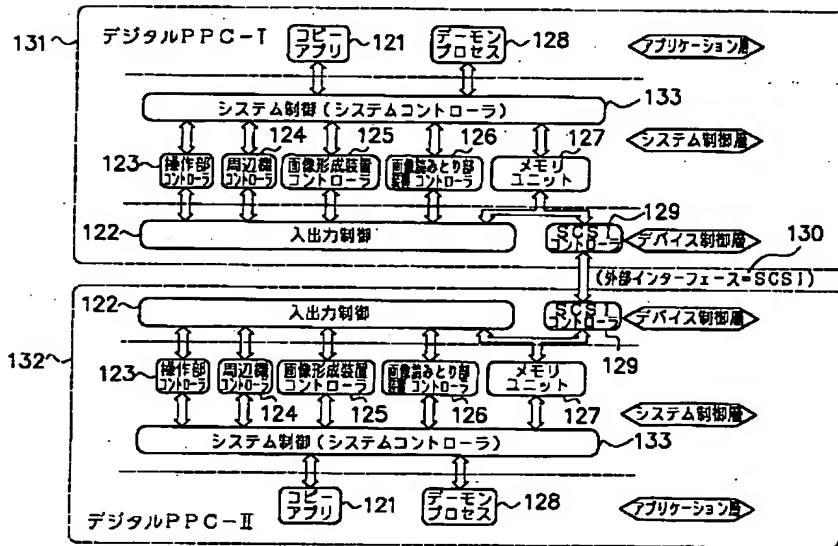 131
デジタルPPC-I
コピー
アプリ
121
デーモン
プロセス
128
アプリケーション層
システム制御(システムコントローラ)
133
システム制御層
123
操作部
コントローラ
124
周辺機
コントローラ
125
画像形成装置
コントローラ
126
画像読みとり部
装置コントローラ
127
メモリ
ユニット
122
入出力制御
129
SCSI
コントローラ
デバイス制御層
130
(外部インターフェース=SCSI)
132
122
入出力制御
SCSI
コントローラ
129
デバイス制御層
123
操作部
コントローラ
周辺機
コントローラ
124
画像形成装置
コントローラ
125
画像読みとり部
装置コントローラ
126
メモリ
ユニット
127
システム制御層
システム制御(システムコントローラ)
133
デジタルPPC-II
コピー
アプリ
121
デーモン
プロセス
128
アプリケーション層